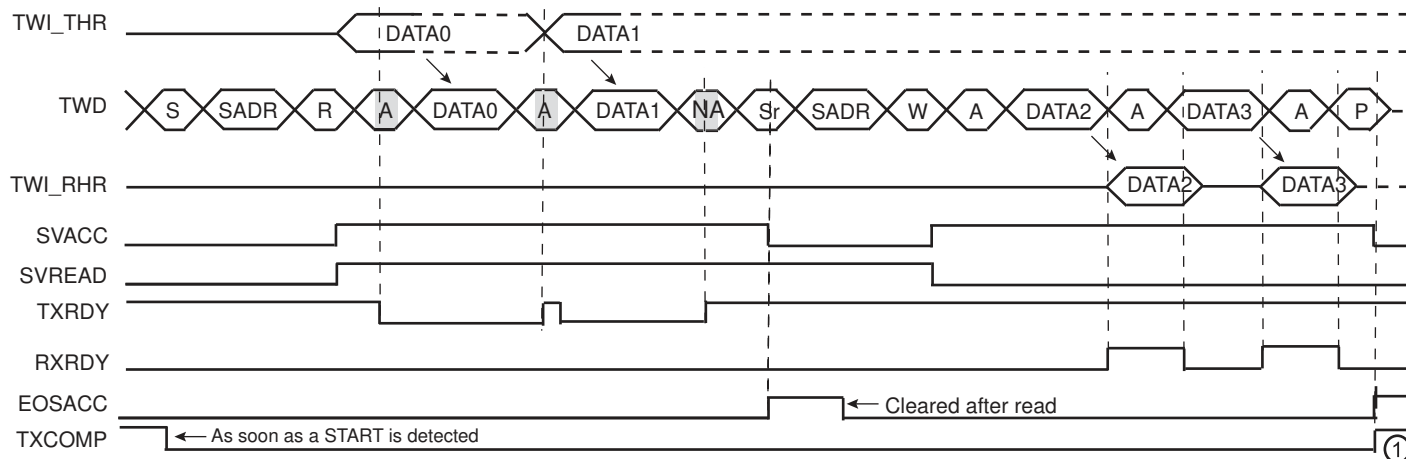 TWI_THR DATA0 DATA1
TWD S SADR R A DATA0 A DATA1 NA Sr SADR W A DATA2 A DATA3 A P
TWI_RHR DATA2 DATA3
SVACC
SVREAD
TXRDY
RXRDY
EOSACC Cleared after read
TXCOMP As soon as a START is detected 1